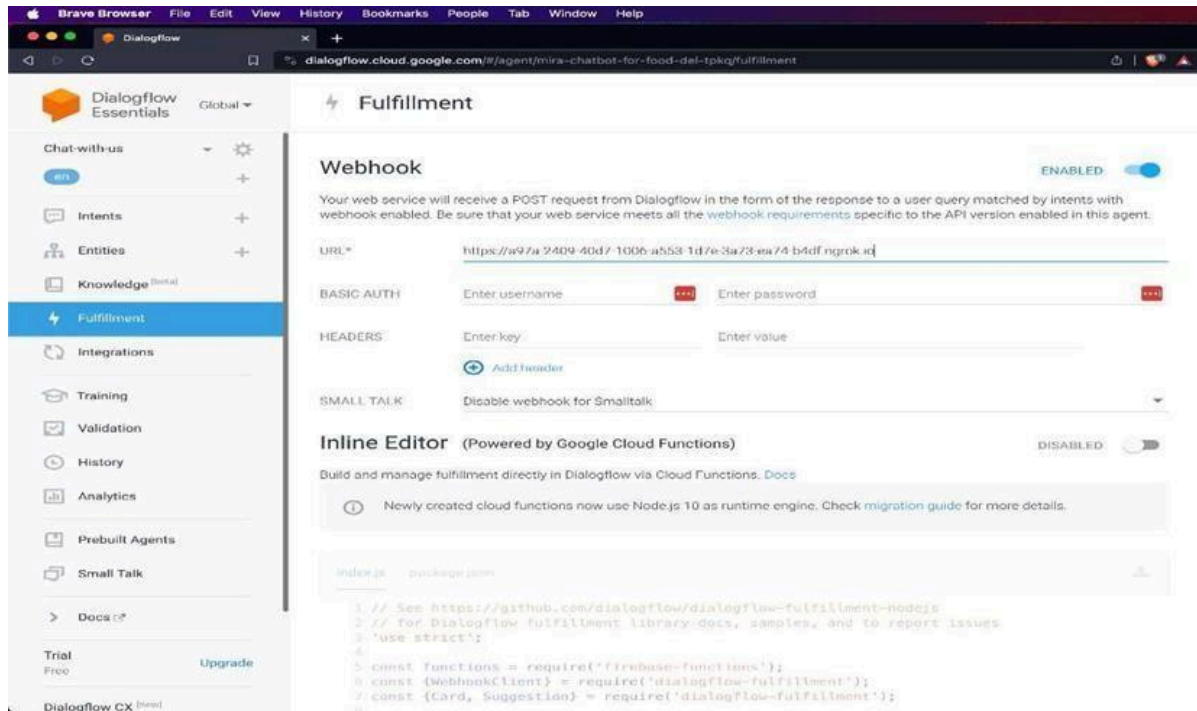 Brave Browser File Edit View History Bookmarks People Tab Window Help
Dialogflow × +
dialogflow.cloud.google.com/#/agent/mira-chatbot-for-food-del-tpkq/fulfillment
Dialogflow Essentials Global
Fulfillment
Chat-with-us
en
Intents
Entities
Knowledge [beta]
Fulfillment
Integrations
Training
Validation
History
Analytics
Prebuilt Agents
Small Talk
> Docs
Trial
Free
Upgrade
Dialogflow CX [new]
Webhook ENABLED
Your web service will receive a POST request from Dialogflow in the form of the response to a user query matched by intents with
webhook enabled. Be sure that your web service meets all the webhook requirements specific to the API version enabled in this agent.
URL* https://a97a-2409-40d7-1006-a553-1d7e-3a73-ea74-b4df.ngrok.io
BASIC AUTH Enter username Enter password
HEADERS Enter key Enter value
Add header
SMALL TALK Disable webhook for Smalltalk
Inline Editor (Powered by Google Cloud Functions) DISABLED
Build and manage fulfillment directly in Dialogflow via Cloud Functions. Docs
Newly created cloud functions now use Node.js 10 as runtime engine. Check migration guide for more details.
index.js package.json
1 // See https://github.com/dialogflow/dialogflow-fulfillment-nodejs
2 // for Dialogflow fulfillment library docs, samples, and to report issues
3 'use strict';
4
5 const functions = require('firebase-functions');
6 const {WebhookClient} = require('dialogflow-fulfillment');
7 const {Card, Suggestion} = require('dialogflow-fulfillment');